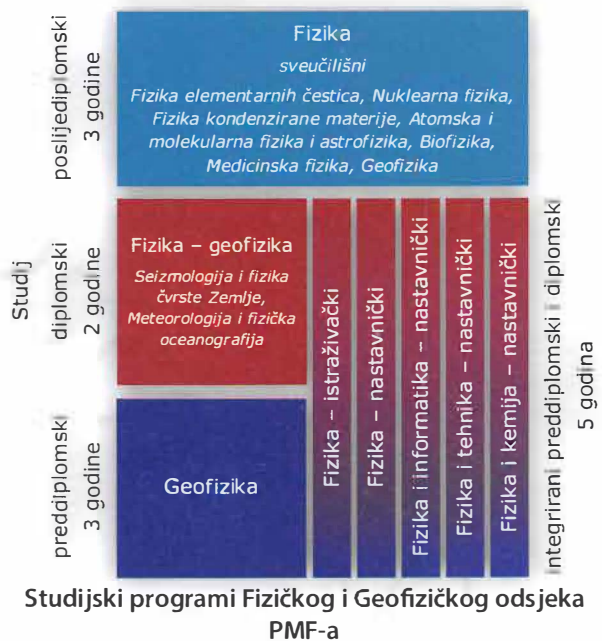 Studij
poslijediplomski
3 godine
Fizika
sveučilišni
Fizika elementarnih čestica, Nuklearna fizika,
Fizika kondenzirane materije, Atomska i
molekularna fizika i astrofizika, Biofizika,
Medicinska fizika, Geofizika
diplomski
2 godine
Fizika – geofizika
Seizmologija i fizika
čvrste Zemlje,
Meteorologija i fizička
oceanografija
preddiplomski
3 godine
Geofizika
Fizika – istraživački
Fizika – nastavnički
Fizika i informatika – nastavnički
Fizika i tehnika – nastavnički
Fizika i kemija – nastavnički
integrirani preddiplomski i diplomski
5 godina
Studijski programi Fizičkog i Geofizičkog odsjeka
PMF-a